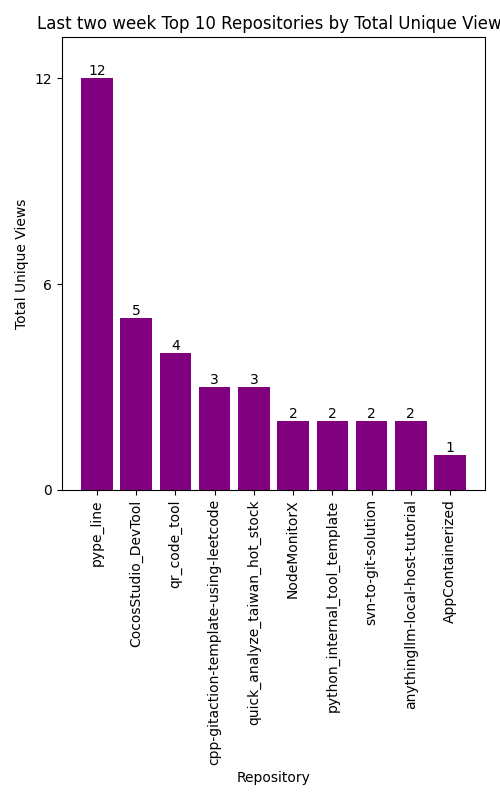 Last two week Top 10 Repositories by Total Unique View
12
5
4
3
3
2
2
2
2
1
12
6
0
Total Unique Views
pype_line
CocosStudio_DevTool
qr_code_tool
cpp-gitaction-template-using-leetcode
quick_analyze_taiwan_hot_stock
NodeMonitorX
python_internal_tool_template
svn-to-git-solution
anythingllm-local-host-tutorial
AppContainerized
Repository